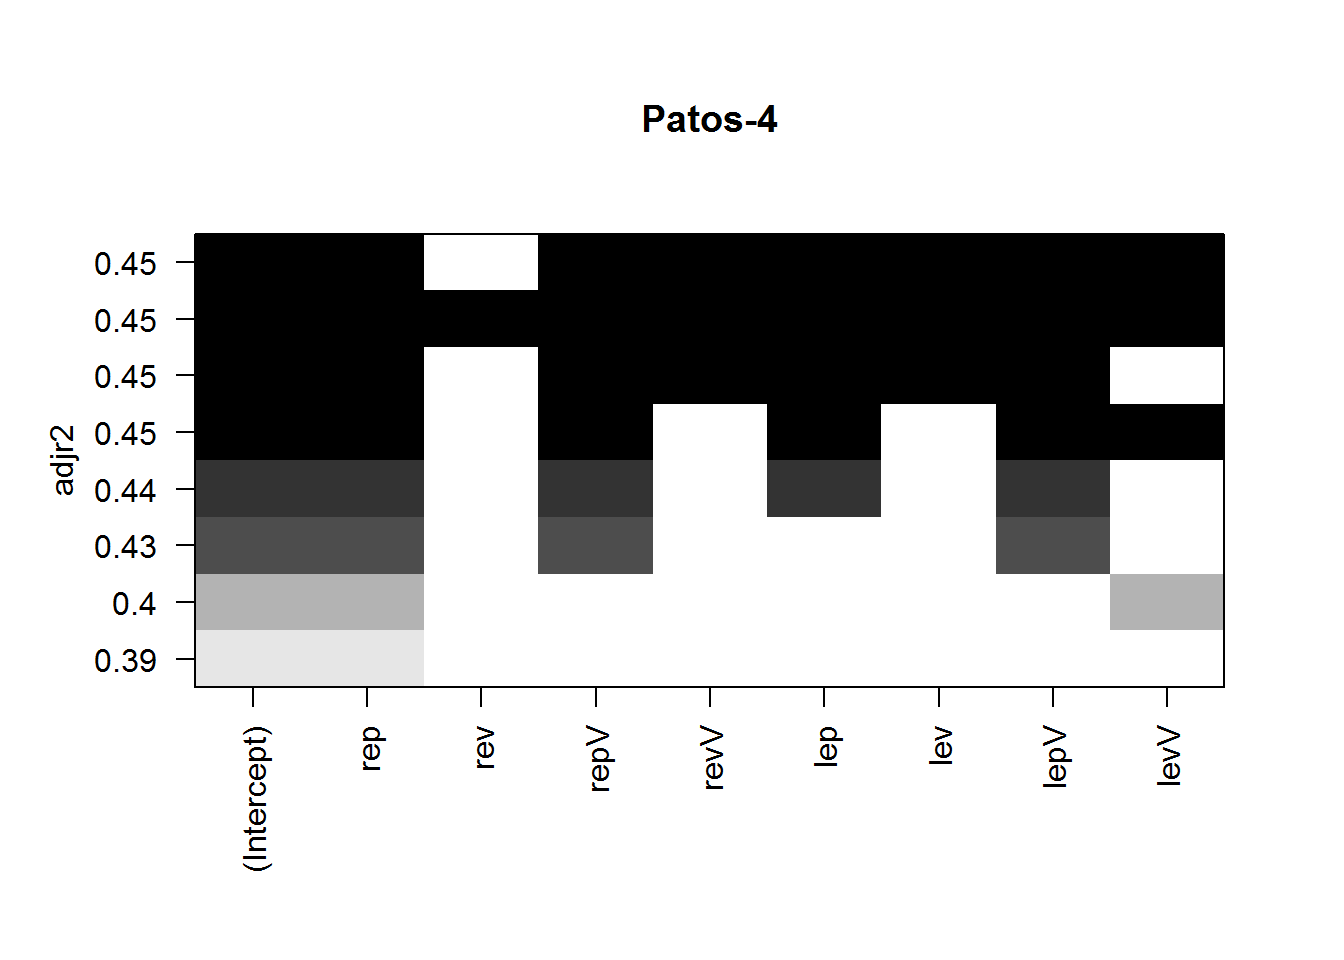 Patos-4
adjr2
0.45
0.45
0.45
0.45
0.44
0.43
0.4
0.39
(Intercept)
rep
rev
repV
revV
lep
lev
lepV
levV